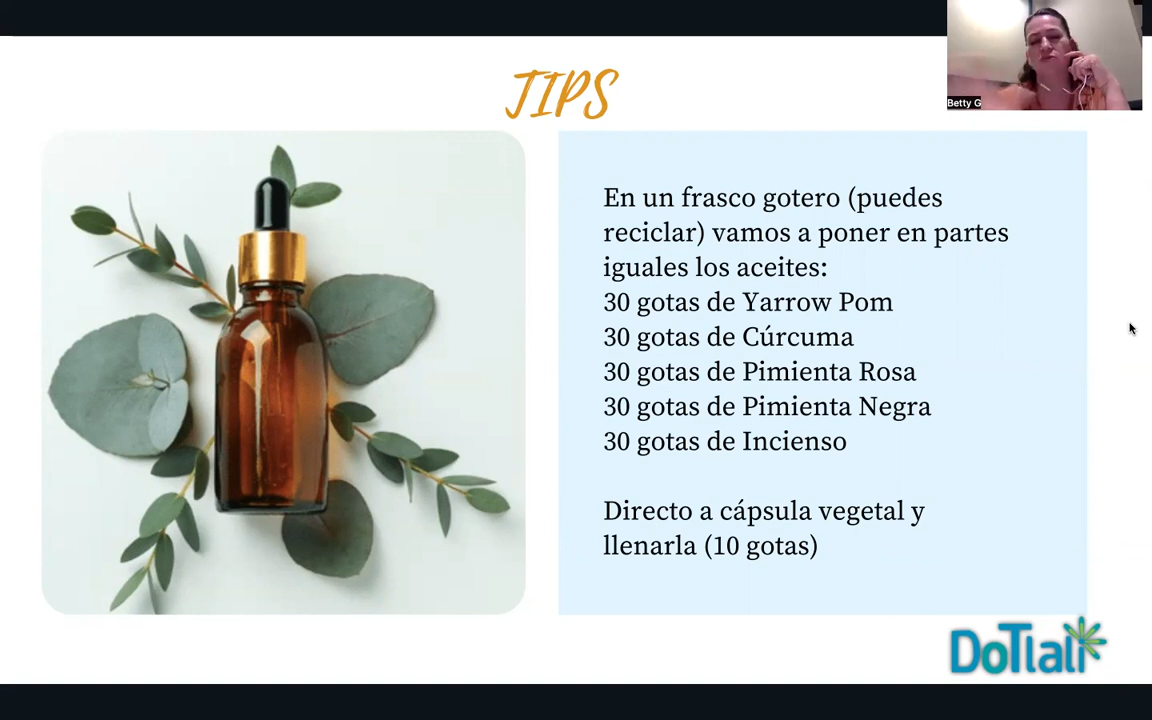 TIPS
Betty G
En un frasco gotero (puedes
reciclar) vamos a poner en partes
iguales los aceites:
30 gotas de Yarrow Pom
30 gotas de Cúrcuma
30 gotas de Pimienta Rosa
30 gotas de Pimienta Negra
30 gotas de Incienso
Directo a cápsula vegetal y
llenarla (10 gotas)
DoTlali